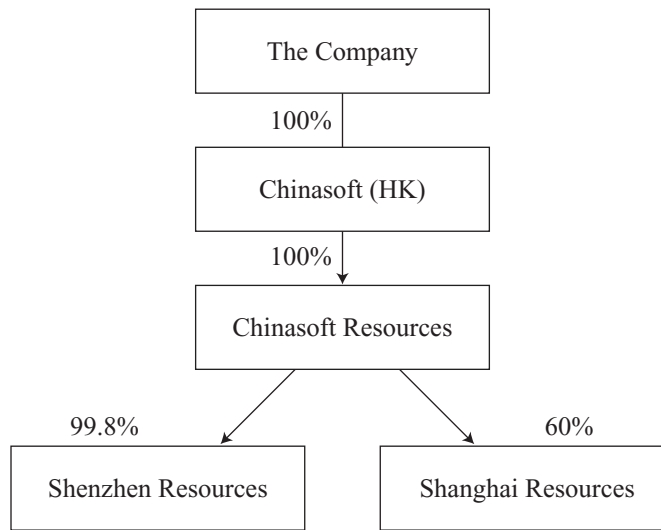 The Company
100%
Chinasoft (HK)
100%
Chinasoft Resources
99.8%
60%
Shenzhen Resources
Shanghai Resources